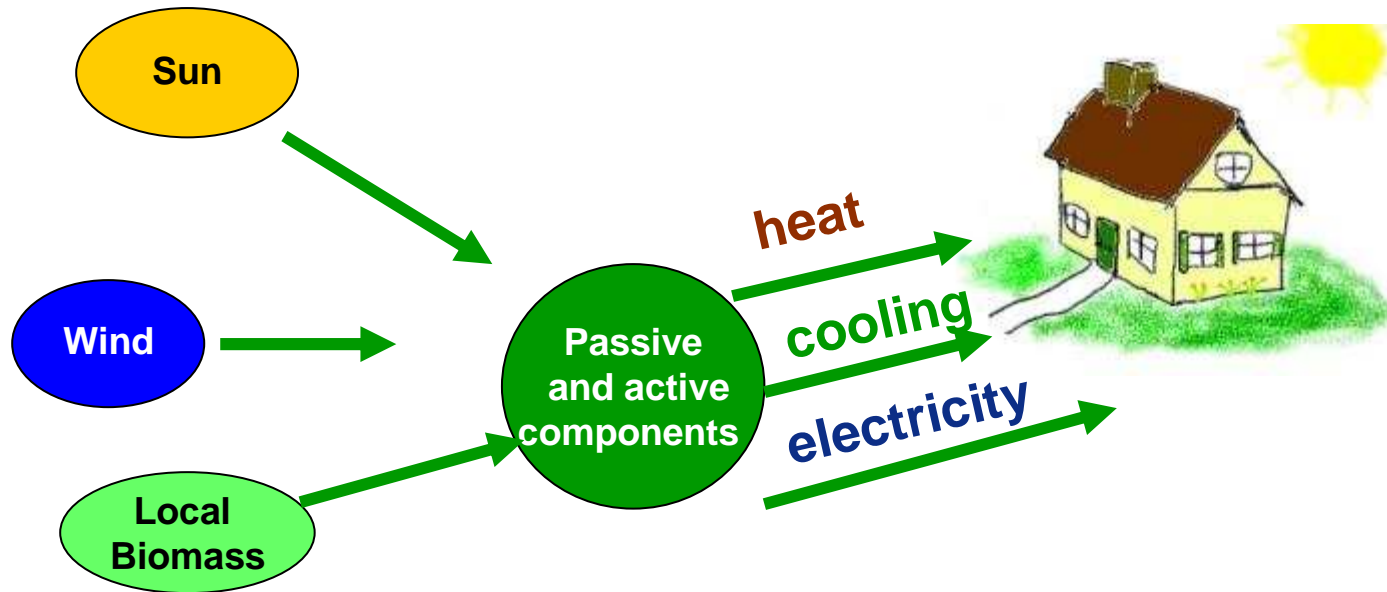 Sun
Wind
Local
Biomass
Passive
and active
components
heat
cooling
electricity